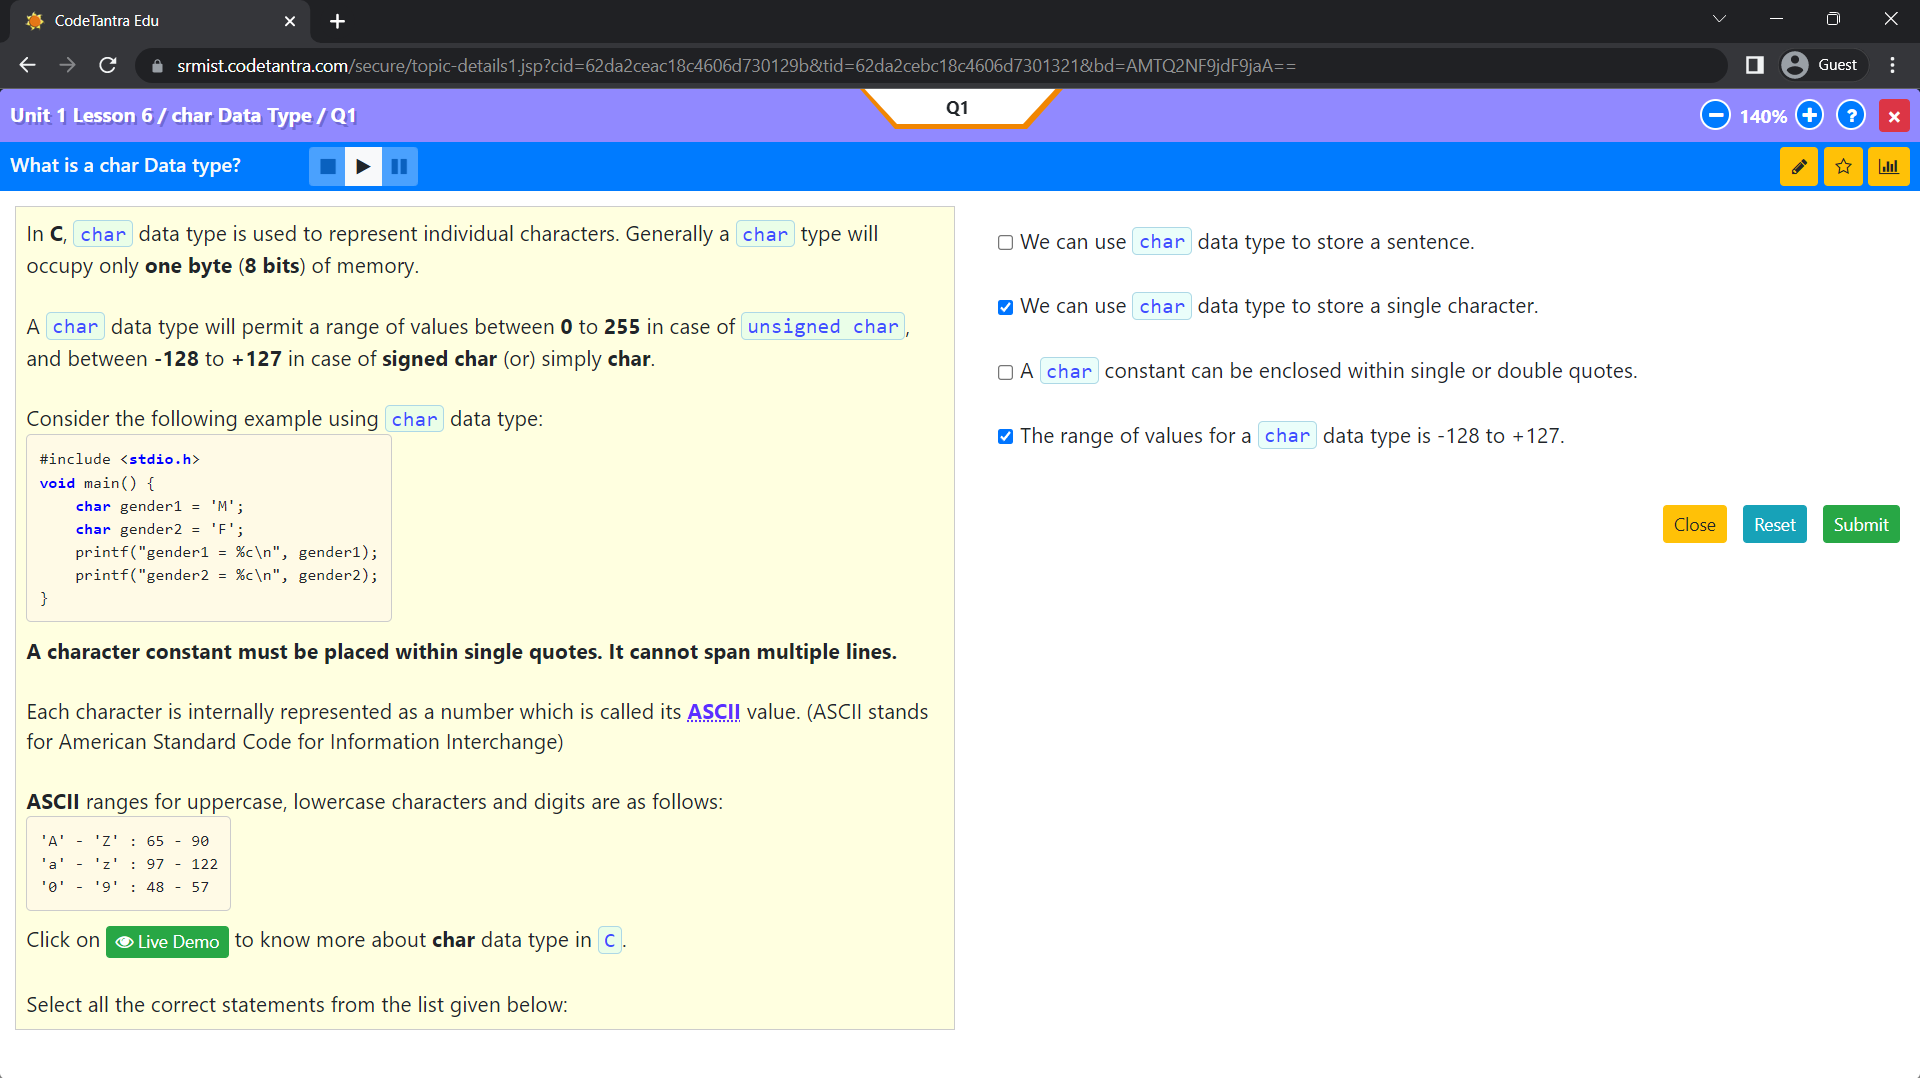 CodeTantra Edu
srmist.codetantra.com/secure/topic-details1.jsp?cid=62da2ceac18c4606d730129b&tid=62da2cebc18c4606d7301321&bd=AMTQ2NF9jdF9jaA==
Guest
Unit 1 Lesson 6 / char Data Type / Q1
Q1
140%
What is a char Data type?
In C, char data type is used to represent individual characters. Generally a char type will
occupy only one byte (8 bits) of memory.
A char data type will permit a range of values between 0 to 255 in case of unsigned char,
and between -128 to +127 in case of signed char (or) simply char.
Consider the following example using char data type:
#include <stdio.h>
void main() {
    char gender1 = 'M';
    char gender2 = 'F';
    printf("gender1 = %c\n", gender1);
    printf("gender2 = %c\n", gender2);
}
A character constant must be placed within single quotes. It cannot span multiple lines.
Each character is internally represented as a number which is called its ASCII value. (ASCII stands
for American Standard Code for Information Interchange)
ASCII ranges for uppercase, lowercase characters and digits are as follows:
'A' - 'Z' : 65 - 90
'a' - 'z' : 97 - 122
'0' - '9' : 48 - 57
Click on Live Demo to know more about char data type in C.
Select all the correct statements from the list given below:
We can use char data type to store a sentence.
We can use char data type to store a single character.
A char constant can be enclosed within single or double quotes.
The range of values for a char data type is -128 to +127.
Close Reset Submit